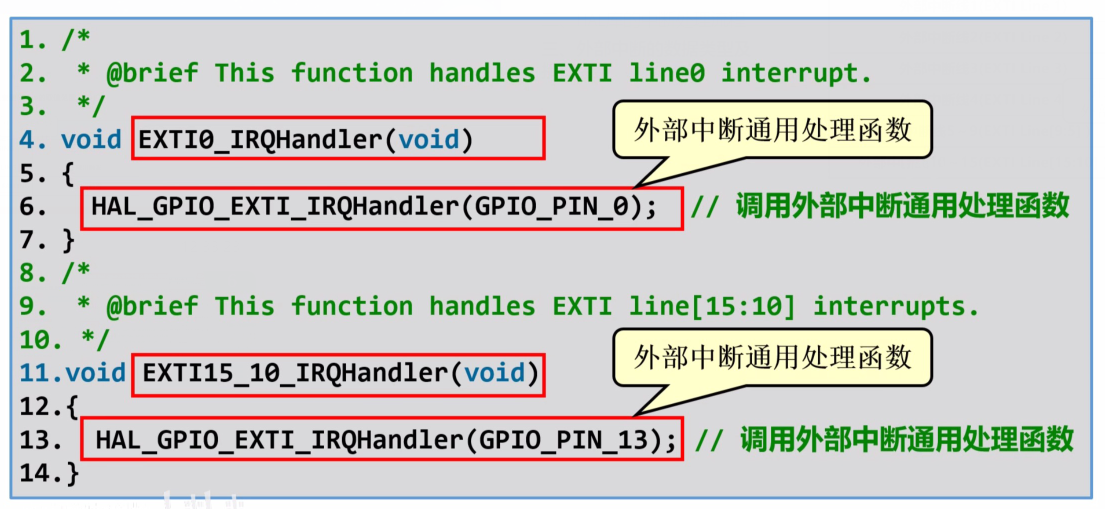 1. /*
2.  * @brief This function handles EXTI line0 interrupt.
3.  */
4. void EXTI0_IRQHandler(void)
外部中断通用处理函数
5. {
6.   HAL_GPIO_EXTI_IRQHandler(GPIO_PIN_0);  // 调用外部中断通用处理函数
7. }
8. /*
9.  * @brief This function handles EXTI line[15:10] interrupts.
10. */
外部中断通用处理函数
11.void EXTI15_10_IRQHandler(void)
12.{
13.  HAL_GPIO_EXTI_IRQHandler(GPIO_PIN_13); // 调用外部中断通用处理函数
14.}